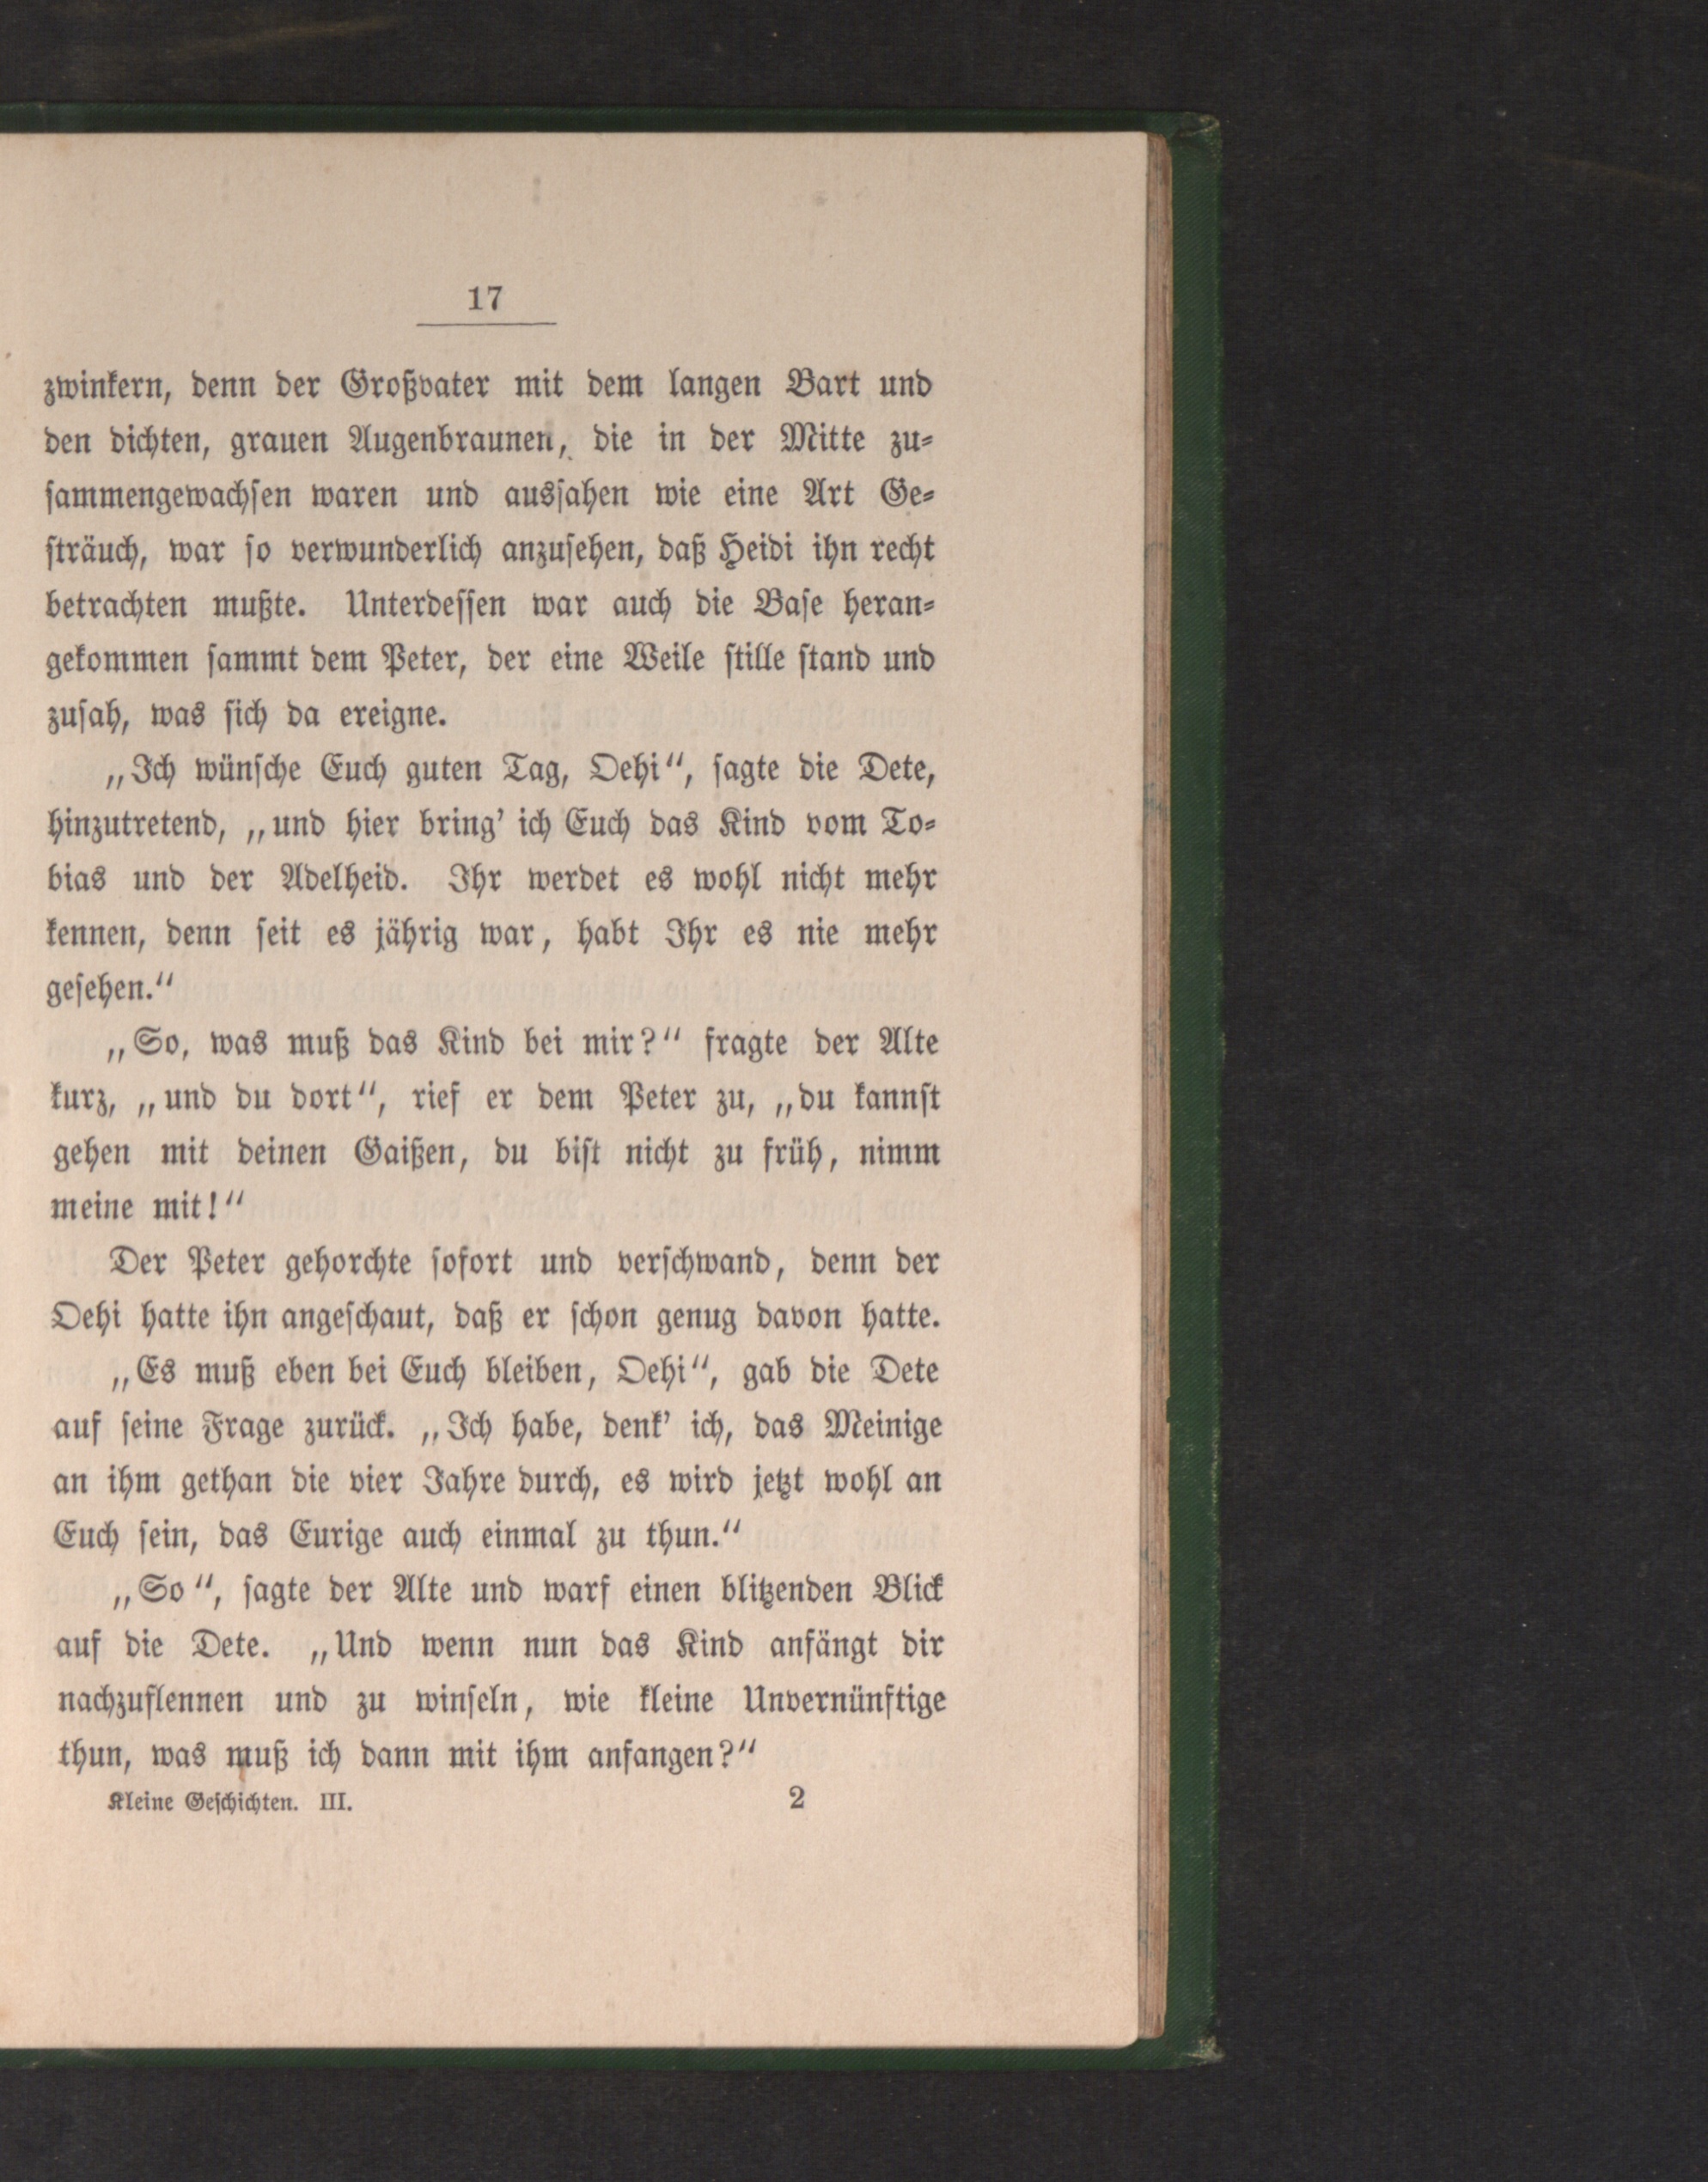 17
zwinkern, denn der Großvater mit dem langen Bart und
den dichten, grauen Augenbraunen, die in der Mitte zu-
sammengewachsen waren und aussahen wie eine Art Ge-
sträuch, war so verwunderlich anzusehen, daß Heidi ihn recht
betrachten mußte. Unterdessen war auch die Base heran-
gekommen sammt dem Peter, der eine Weile stille stand und
zusah, was sich da ereigne.
„Ich wünsche Euch guten Tag, Oehi“, sagte die Dete,
hinzutretend, „und hier bring’ ich Euch das Kind vom To-
bias und der Adelheid. Ihr werdet es wohl nicht mehr
kennen, denn seit es jährig war, habt Ihr es nie mehr
gesehen.“
„So, was muß das Kind bei mir?“ fragte der Alte
kurz, „und du dort“, rief er dem Peter zu, „du kannst
gehen mit deinen Gaißen, du bist nicht zu früh, nimm
meine mit!“
Der Peter gehorchte sofort und verschwand, denn der
Oehi hatte ihn angeschaut, daß er schon genug davon hatte.
„Es muß eben bei Euch bleiben, Oehi“, gab die Dete
auf seine Frage zurück. „Ich habe, denk’ ich, das Meinige
an ihm gethan die vier Jahre durch, es wird jetzt wohl an
Euch sein, das Eurige auch einmal zu thun.“
„So“, sagte der Alte und warf einen blitzenden Blick
auf die Dete. „Und wenn nun das Kind anfängt dir
nachzuflennen und zu winseln, wie kleine Unvernünftige
thun, was muß ich dann mit ihm anfangen?“
Kleine Geschichten. III. 2